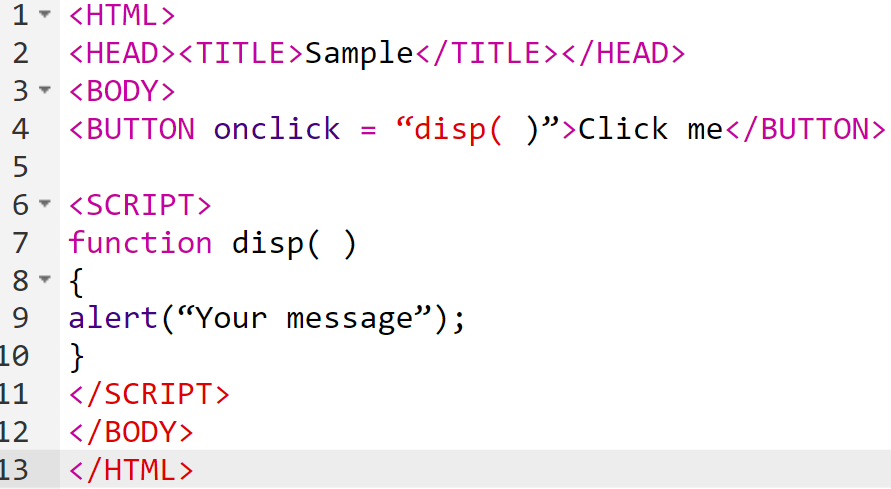 1 <HTML>
2 <HEAD><TITLE>Sample</TITLE></HEAD>
3 <BODY>
4 <BUTTON onclick = “disp( )”>Click me</BUTTON>
5
6 <SCRIPT>
7 function disp( )
8 {
9 alert(“Your message”);
10 }
11 </SCRIPT>
12 </BODY>
13 </HTML>